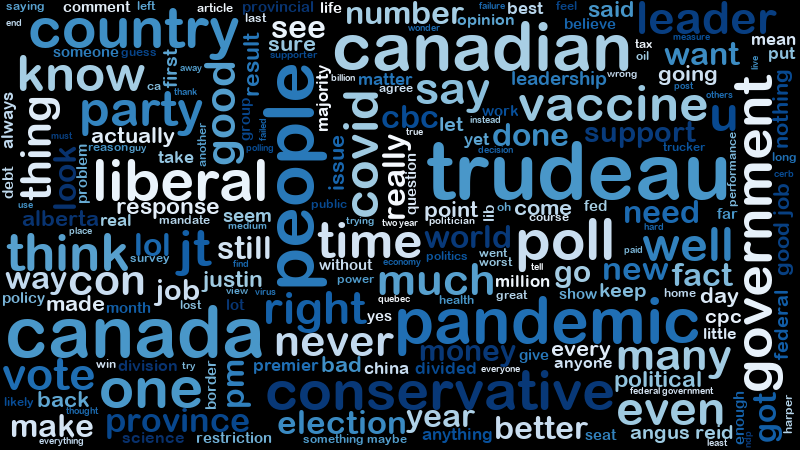 saying
comment
left
article
provincial
life
number
best
feel
said
leader
end
country
someone
guess
last
see
sure
supporter
wonder
opinion
failure
believe
measure
tax
mean
put
oil
know
ca
first
away
thank
good
result
people
canadian
majority
billion
matter
agree
leadership
wrong
want
going
live
post
others
nothing
always
thing
party
actually
another
group
failed
polling
covid
cbc
say
work
let
true
instead
yet
done
vaccine
support
u
trucker
government
look
must
reason
guy
problem
take
issue
really
question
decision
trudeau
performance
long
cerb
good job
debt
use
liberal
response
mandate
public
trying
two year
politician
point
lib
oh
come
course
fed
need
far
alberta
real
place
seem
medium
think
lol
survey
jt
still
find
without
time
economy
power
world
politics
went
worst
tell
poll
hard
paid
well
federal
way
con
policy
made
month
job
lost
justin
view
virus
lot
quebec
health
much
million
great
go
show
keep
new
home
fact
day
cpc
little
canada
right
yes
never
pandemic
win
division
try
border
premier
bad
china
money
divided
give
everyone
every
anyone
many
political
federal government
vote
likely
back
thought
one
pm
conservative
even
enough
ndp
got
harper
make
everything
province
science
restriction
election
something maybe
year
anything
better
seat
angus reid
least